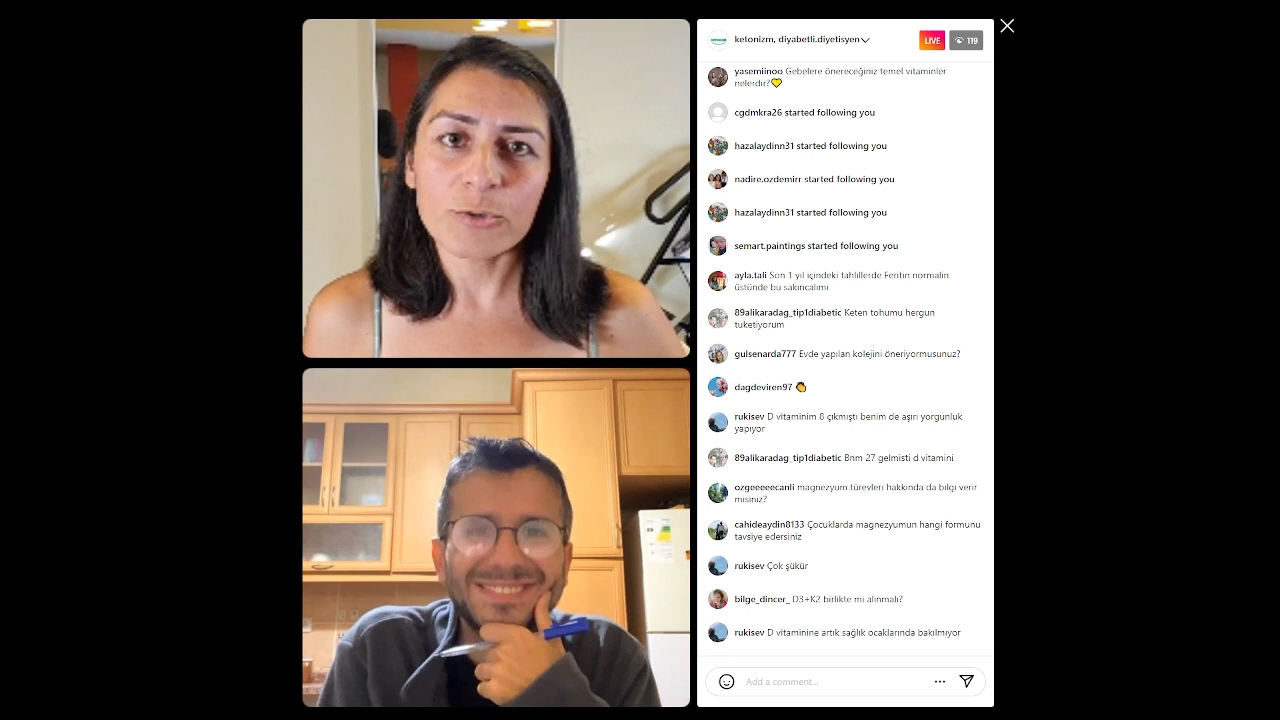 ketonizm, diyabetli.diyetisyen
LIVE
119
yasemiinoo Gebelere önereceğiniz temel vitaminler
nelerdir?💛
cgdmkra26 started following you
hazalaydinn31 started following you
nadire.ozdemirr started following you
hazalaydinn31 started following you
semart.paintings started following you
ayla.tali Son 1 yıl içindeki tahlillerde Feritin normalin
üstünde bu sakıncalımı
89alikaradag_tip1diabetic Keten tohumu hergun
tuketiyorum
gulsenarda777 Evde yapılan kolejini öneriyormusunuz?
dagdeviren97 👏
rukisev D vitaminim 8 çıkmıştı benim de aşırı yorgunluk
yapıyor
89alikaradag_tip1diabetic Bnm 27 gelmisti d vitamini
ozgeeeeecanli magnezyum türevleri hakkında da bilgi verir
misiniz?
cahideaydin8133 Çocuklarda magnezyumun hangi formunu
tavsiye edersiniz
rukisev Çok şükür
bilge_dincer_ D3+K2 birlikte mi alınmalı?
rukisev D vitaminine artık sağlık ocaklarında bakılmıyor
Add a comment...